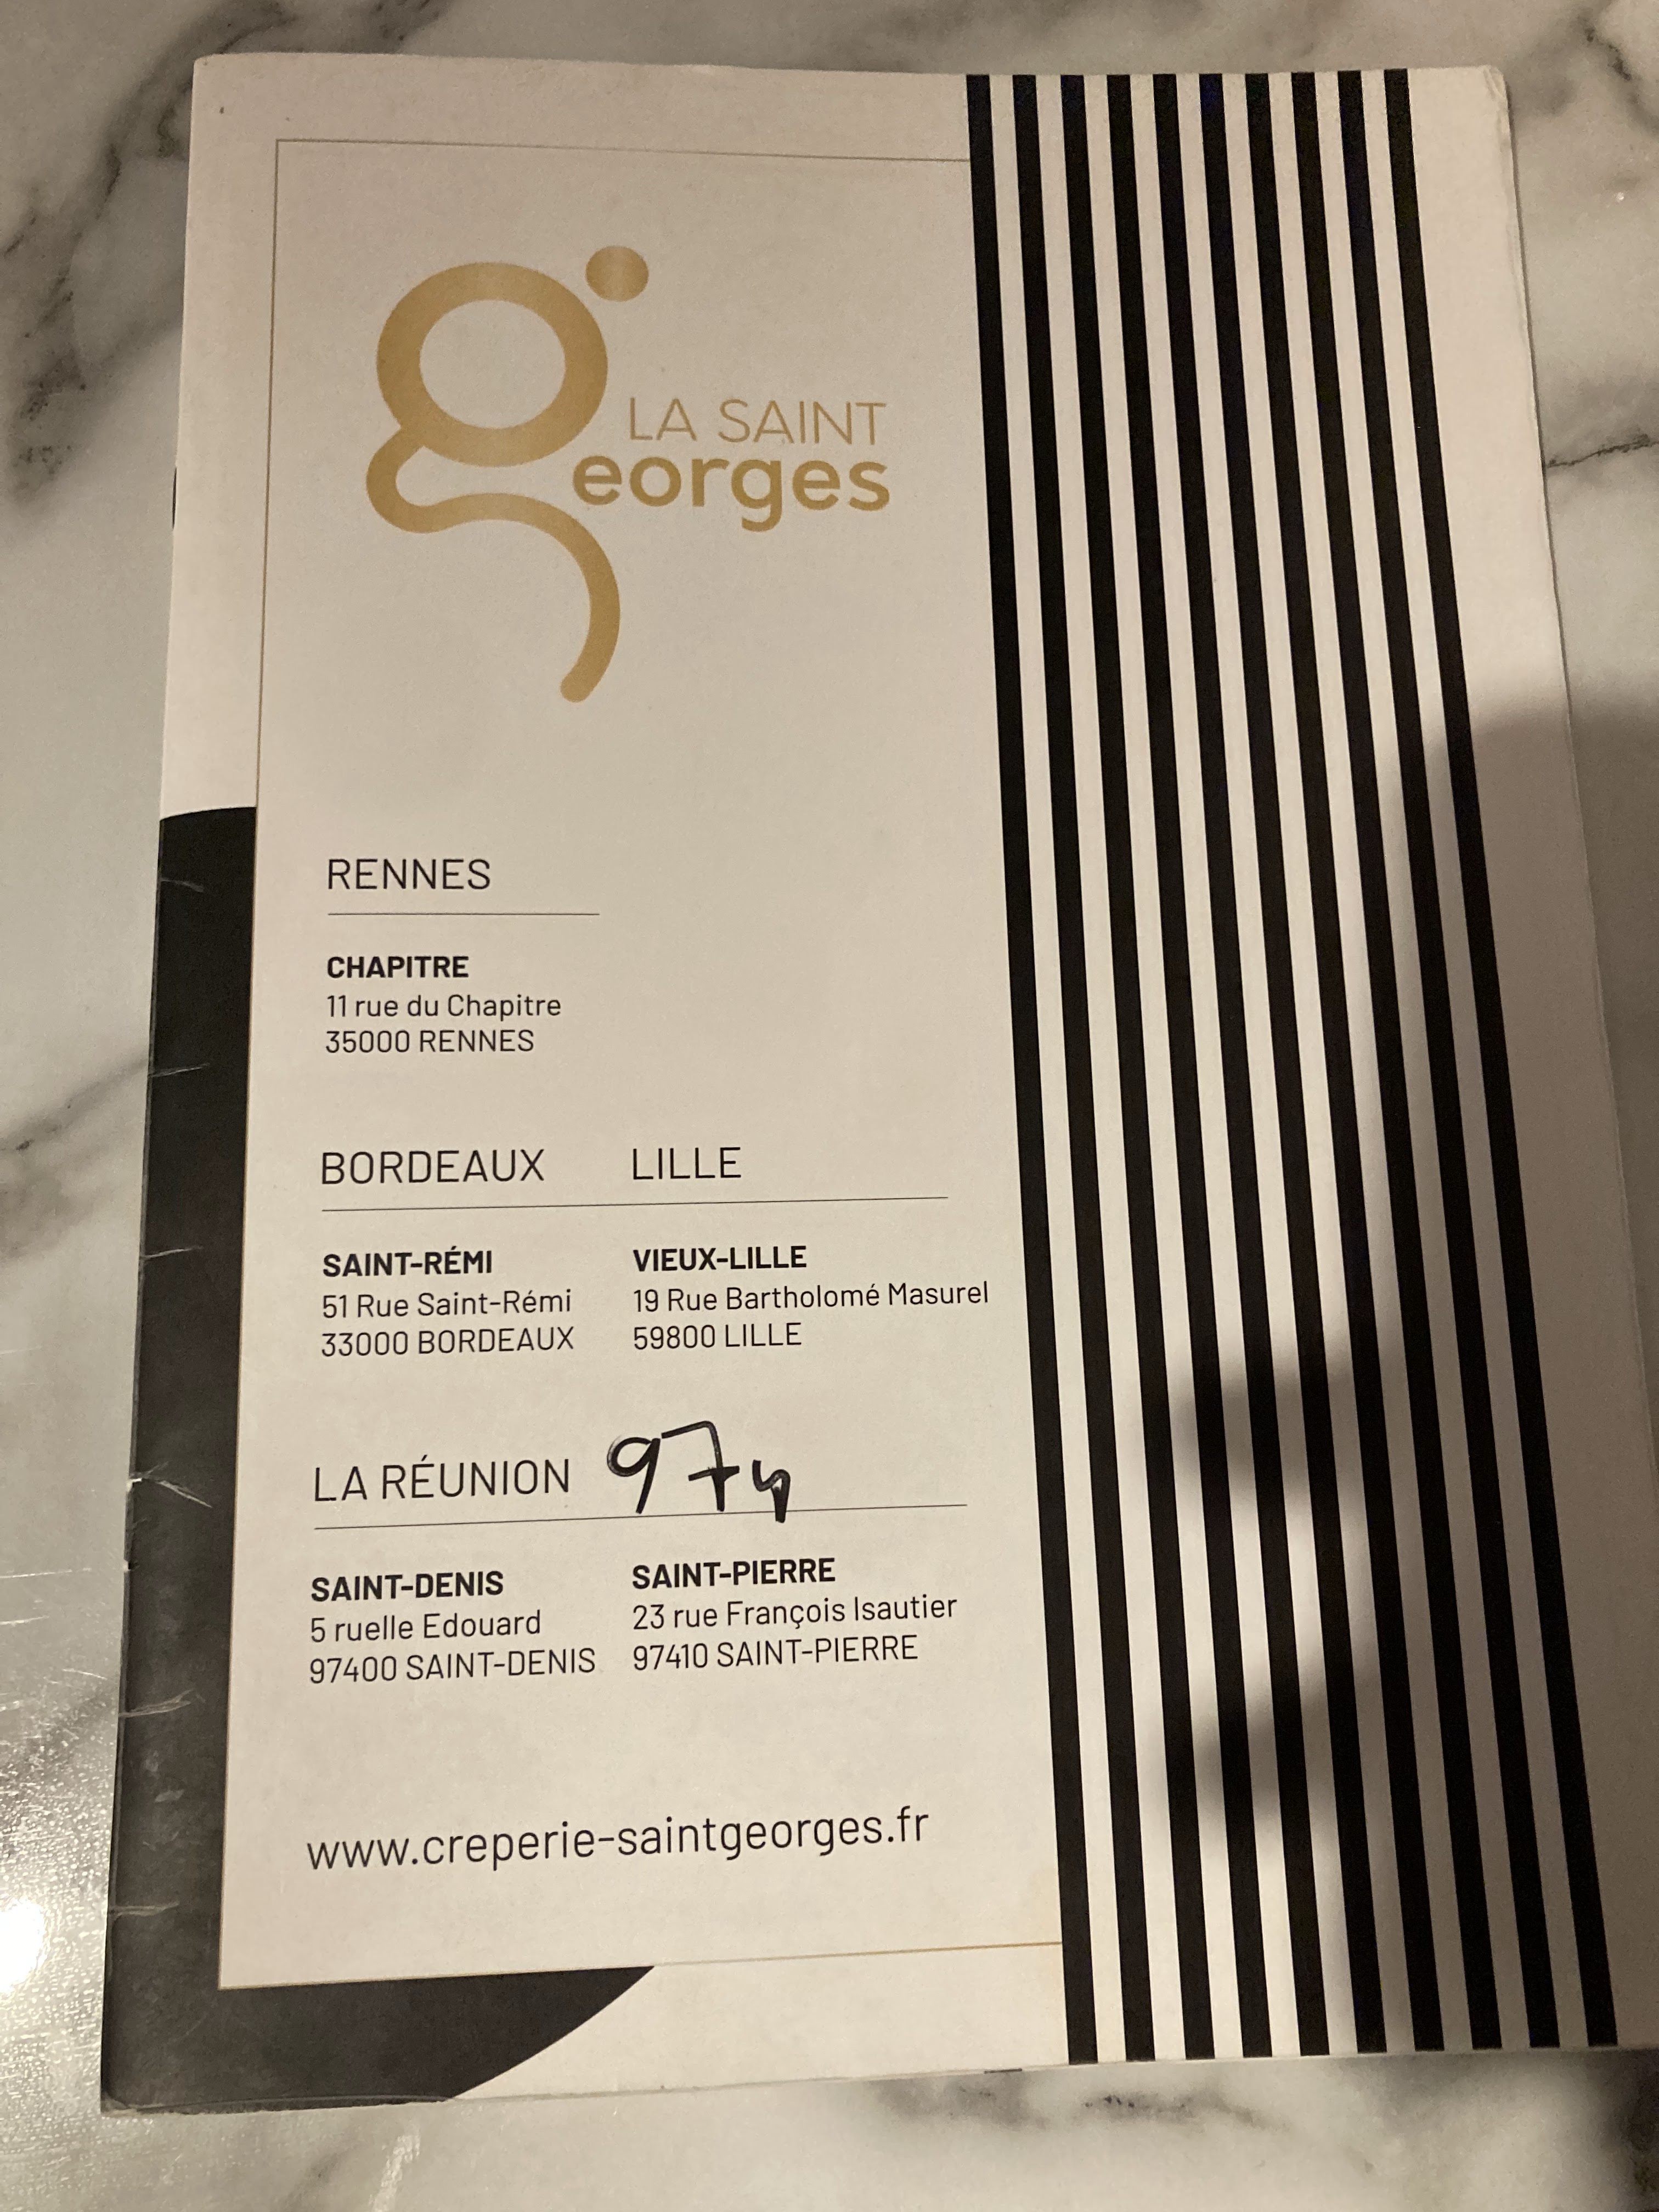 LA SAINT
georges
RENNES
CHAPITRE
11 rue du Chapitre
35000 RENNES
BORDEAUX
SAINT-RÉMI
51 Rue Saint-Rémi
33000 BORDEAUX
LILLE
VIEUX-LILLE
19 Rue Bartholomé Masurel
59800 LILLE
LA RÉUNION 974
SAINT-DENIS
5 ruelle Edouard
97400 SAINT-DENIS
SAINT-PIERRE
23 rue François Isautier
97410 SAINT-PIERRE
www.creperie-saintgeorges.fr